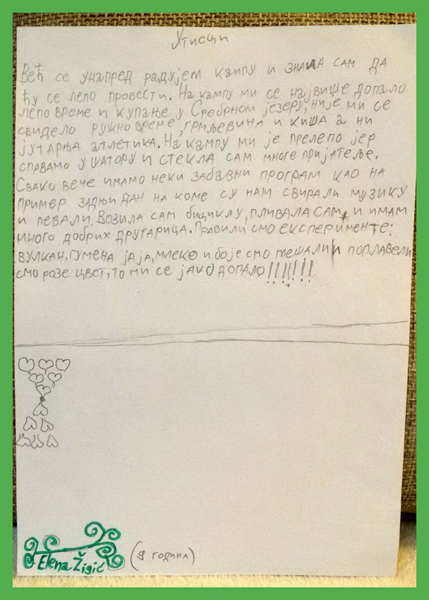 Утисци
Већ се унапред радујем кампу и знала сам да
ћу се лепо провести. На кампу ми се највише допало
лепо време и купање у Сребрном језеру, није ми се
свидело ружно време, грмљевина и киша а ни
јутарња атлетика. На кампу ми је прелепо јер
спавамо у шатору и стекла сам многе пријатеље,
Свако вече имамо неки забавни програм као на
пример задњи дан на коме су нам свирали музику
и певали. Возила сам бициклу, пливала сам, и имам
много добрих другарица. Правили смо експерименте:
вулкан, гумена јаја, млеко и боје смо мешали и поплавели
смо розе цвет, то ми се јако допало!!!!!!!
Elena Žigić (9 година)